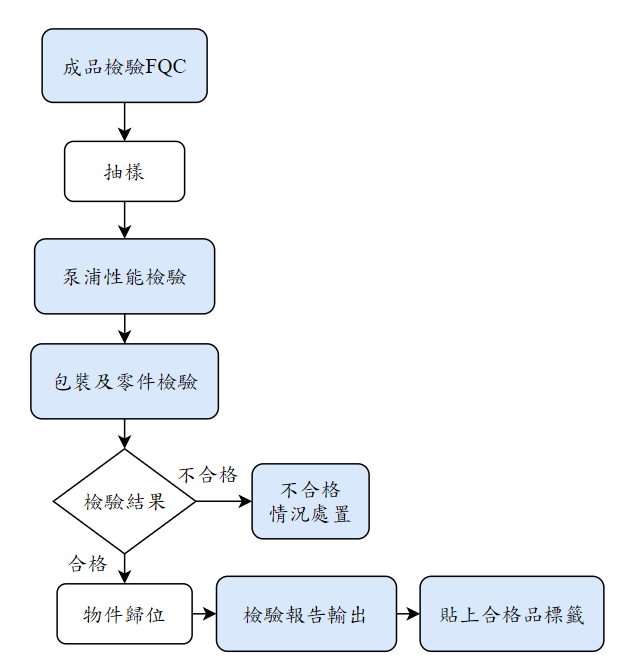 成品檢驗FQC
抽樣
泵浦性能檢驗
包裝及零件檢驗
檢驗結果
不合格
不合格
情況處置
合格
物件歸位
檢驗報告輸出
貼上合格品標籤